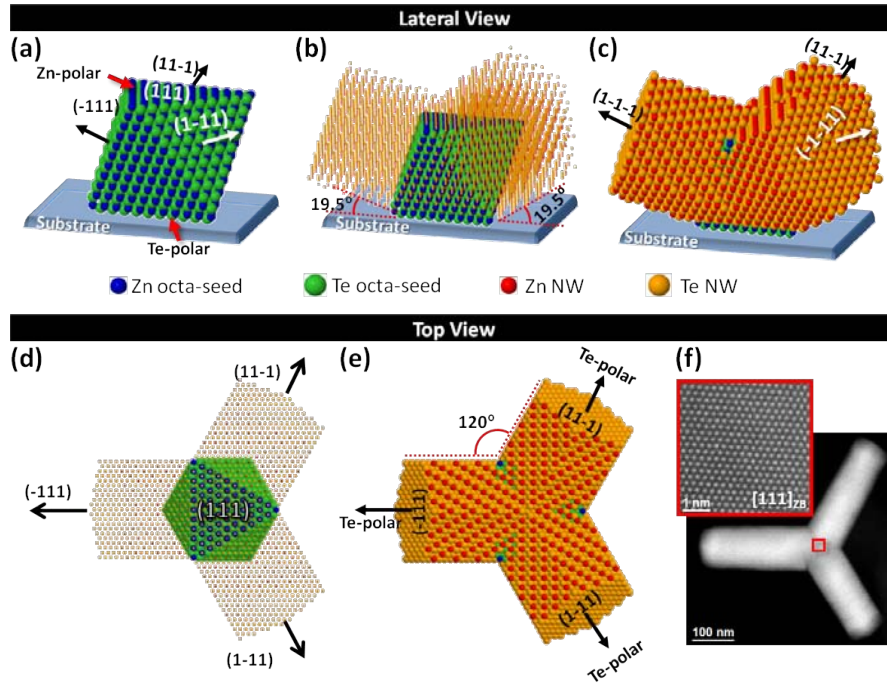 Lateral View
(a)
(b)
(c)
Zn-polar
(11-1)
(111)
(-111)
(1-11)
Substrate
Te-polar
19.5°
19.5°
Substrate
(11-1)
(1-1-1)
(-1-11)
Substrate
Zn octa-seed
Te octa-seed
Zn NW
Te NW
Top View
(d)
(e)
(f)
(11-1)
(-111)
(111)
(1-11)
Te-polar
120°
(11-1)
(-111)
Te-polar
(1-11)
Te-polar
1 nm
[111]ZB
100 nm